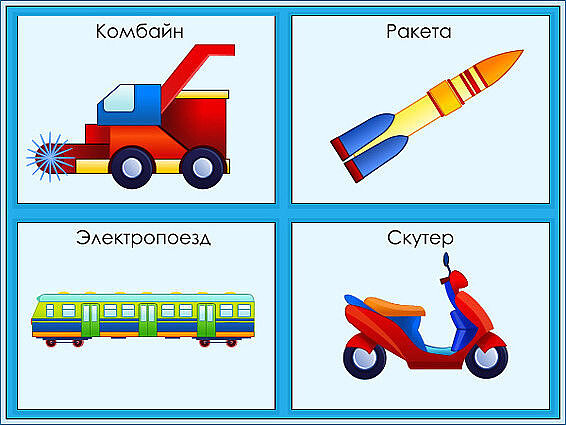 Комбайн
Ракета
Электропоезд
Скутер